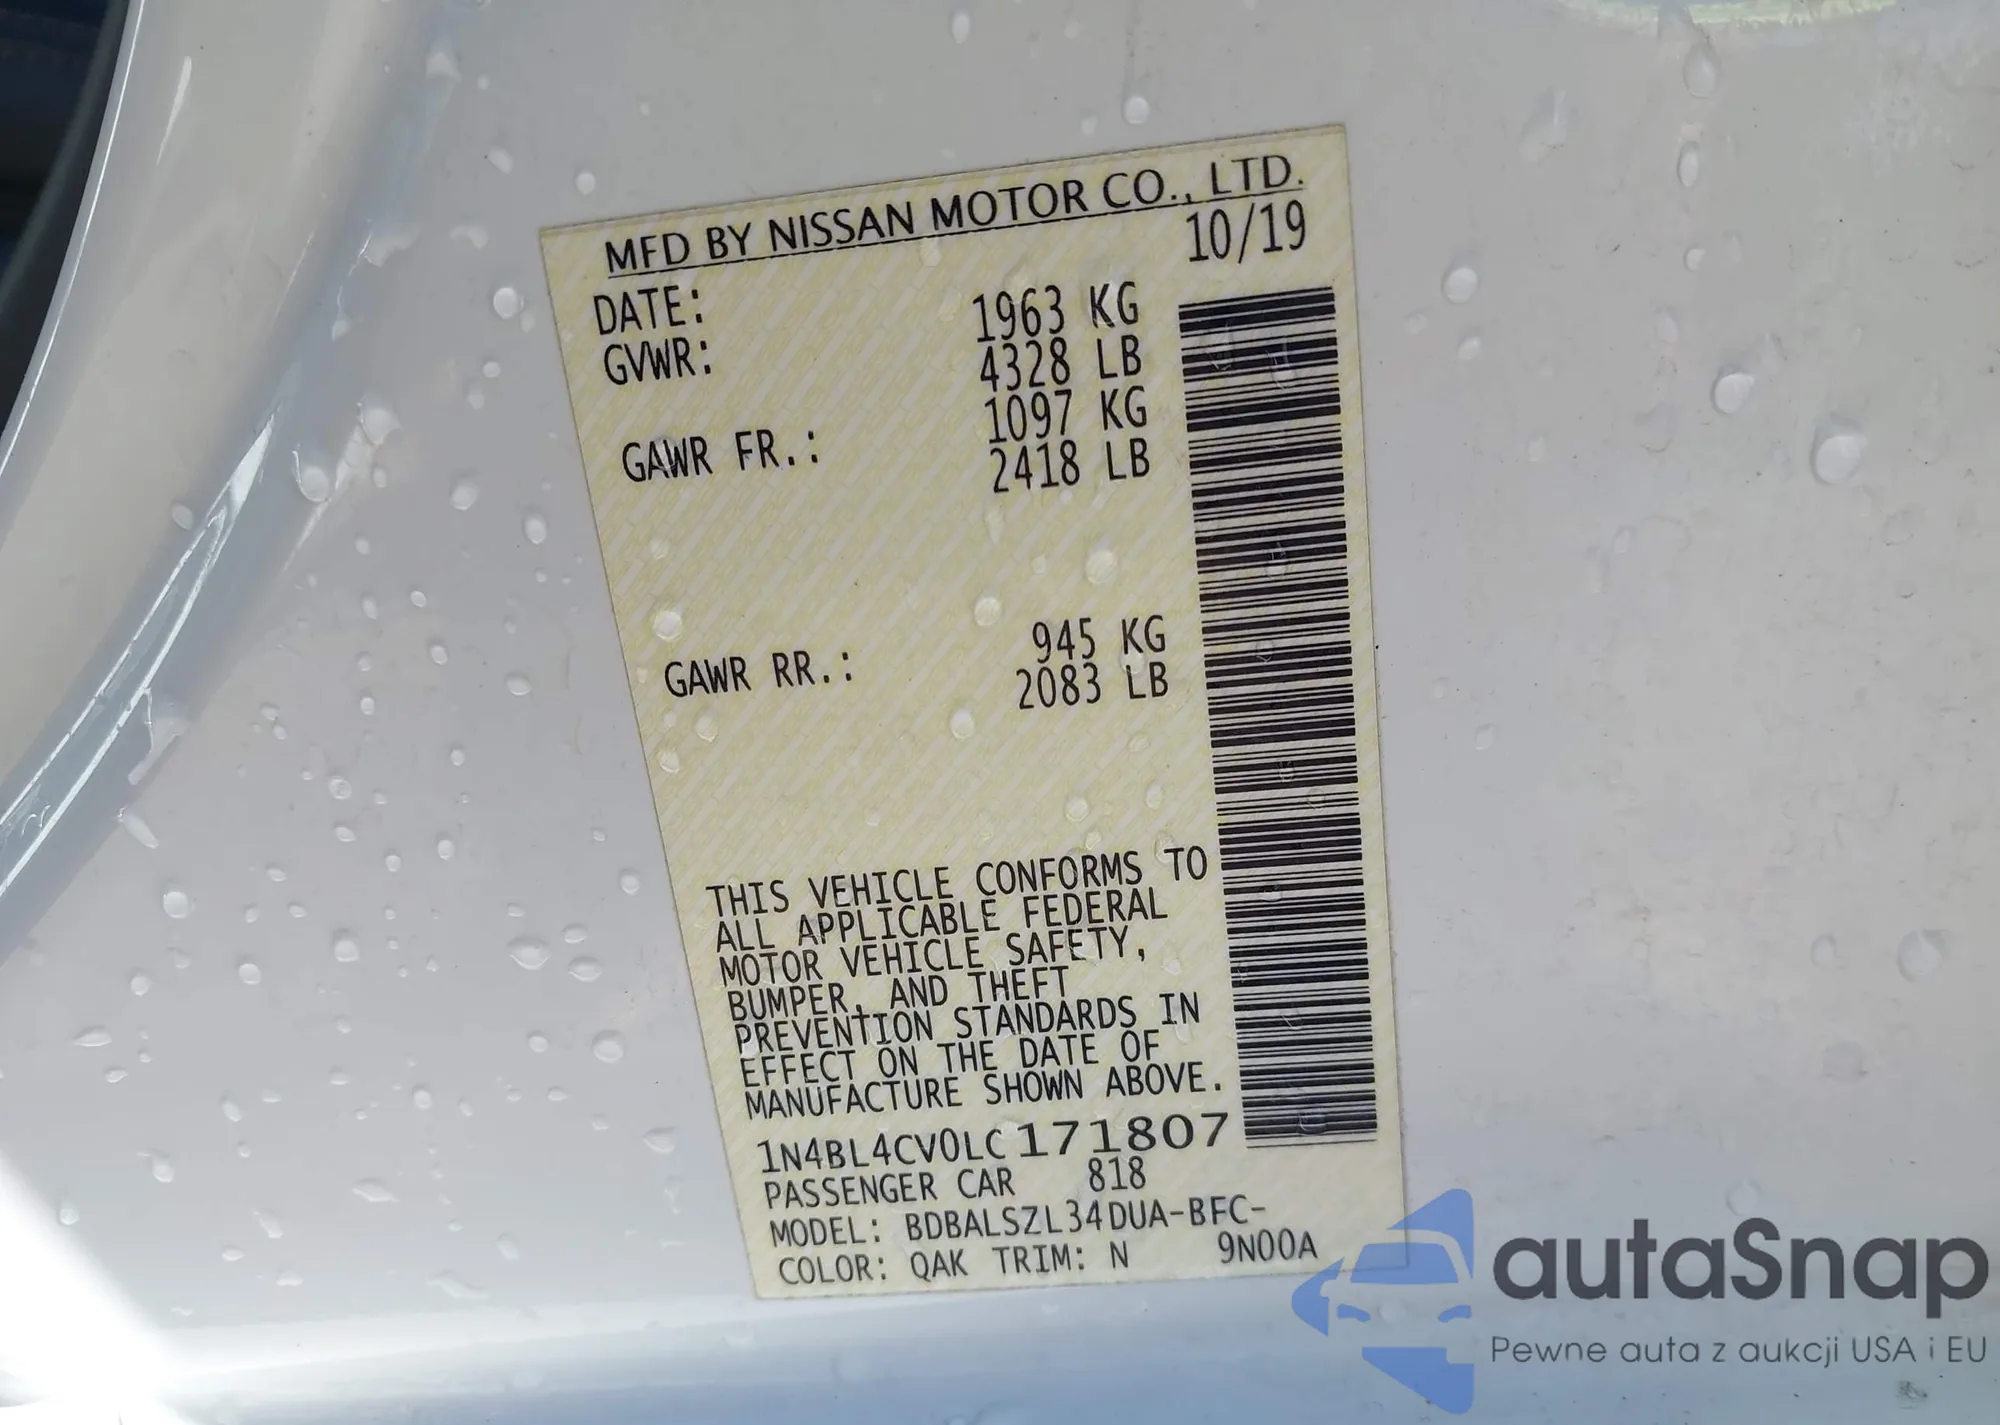 MFD BY NISSAN MOTOR CO., LTD.
DATE: 10/19
GVWR: 1963 KG
4328 LB
GAWR FR.: 1097 KG
2418 LB
GAWR RR.: 945 KG
2083 LB
THIS VEHICLE CONFORMS TO
ALL APPLICABLE FEDERAL
MOTOR VEHICLE SAFETY,
BUMPER, AND THEFT
PREVENTION STANDARDS IN
EFFECT ON THE DATE OF
MANUFACTURE SHOWN ABOVE.
1N4BL4CV0LC171807
PASSENGER CAR 818
MODEL: BDBALSZL34DUA-BFC-
COLOR: QAK TRIM: N 9N00A
autaSnap
Pewne auta z aukcji USA i EU